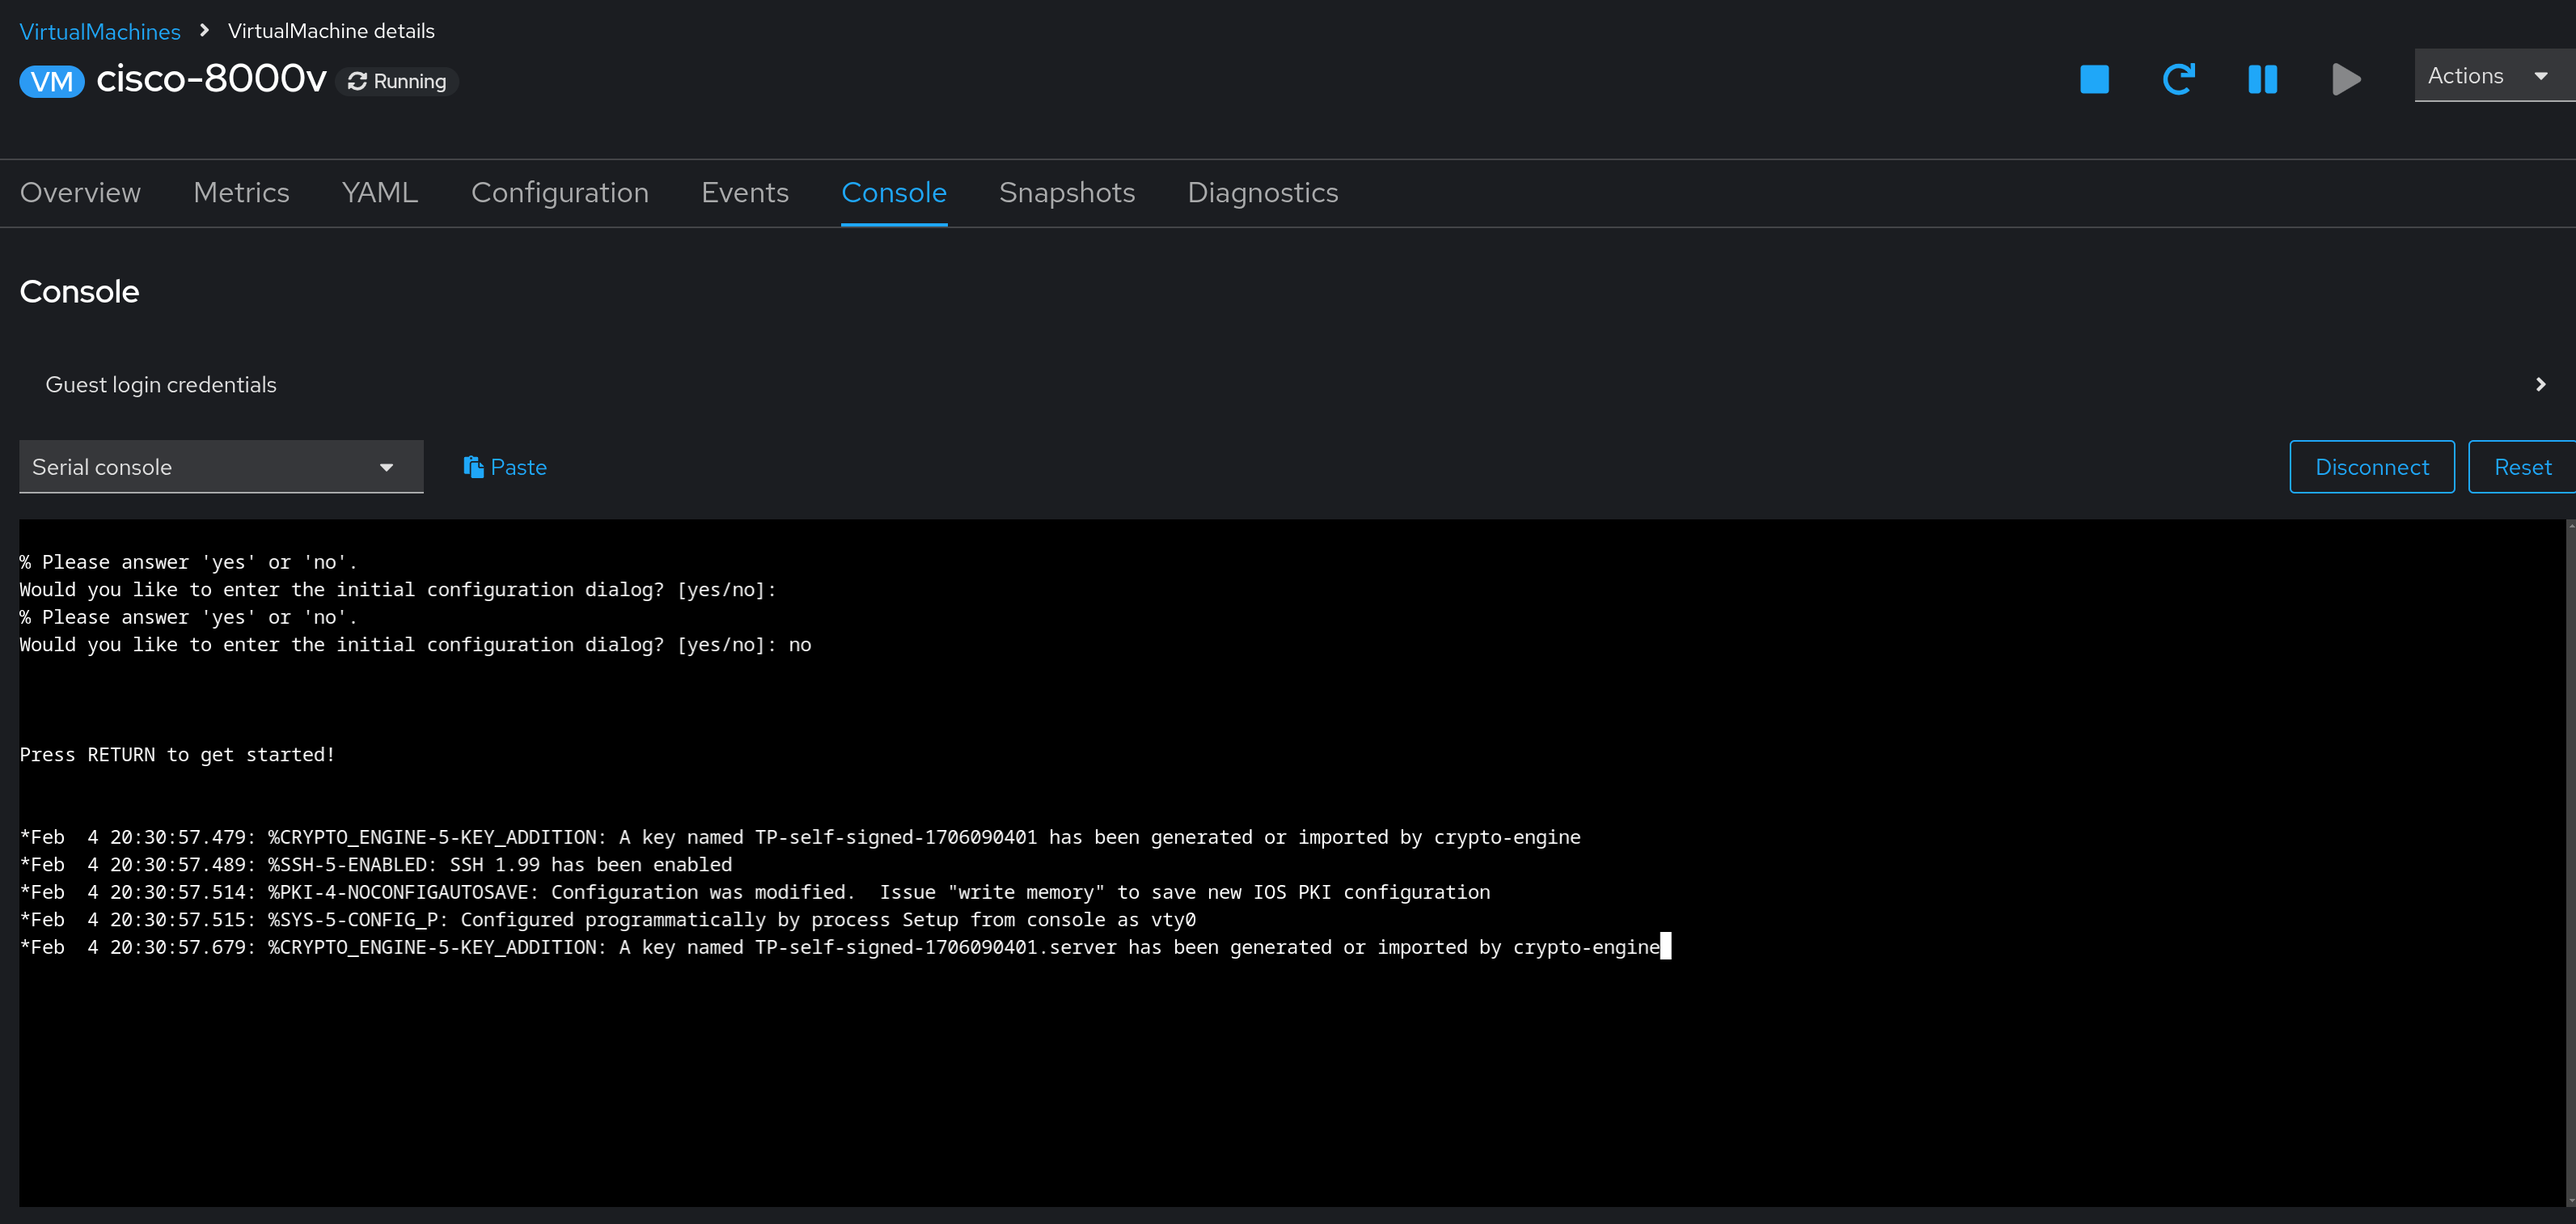 VirtualMachines > VirtualMachine details
VM cisco-8000v Running
Actions
Overview Metrics YAML Configuration Events Console Snapshots Diagnostics
Console
Guest login credentials
Serial console Paste Disconnect Reset
% Please answer 'yes' or 'no'.
Would you like to enter the initial configuration dialog? [yes/no]:
% Please answer 'yes' or 'no'.
Would you like to enter the initial configuration dialog? [yes/no]: no
Press RETURN to get started!
*Feb  4 20:30:57.479: %CRYPTO_ENGINE-5-KEY_ADDITION: A key named TP-self-signed-1706090401 has been generated or imported by crypto-engine
*Feb  4 20:30:57.489: %SSH-5-ENABLED: SSH 1.99 has been enabled
*Feb  4 20:30:57.514: %PKI-4-NOCONFIGAUTOSAVE: Configuration was modified.  Issue "write memory" to save new IOS PKI configuration
*Feb  4 20:30:57.515: %SYS-5-CONFIG_P: Configured programmatically by process Setup from console as vty0
*Feb  4 20:30:57.679: %CRYPTO_ENGINE-5-KEY_ADDITION: A key named TP-self-signed-1706090401.server has been generated or imported by crypto-engine